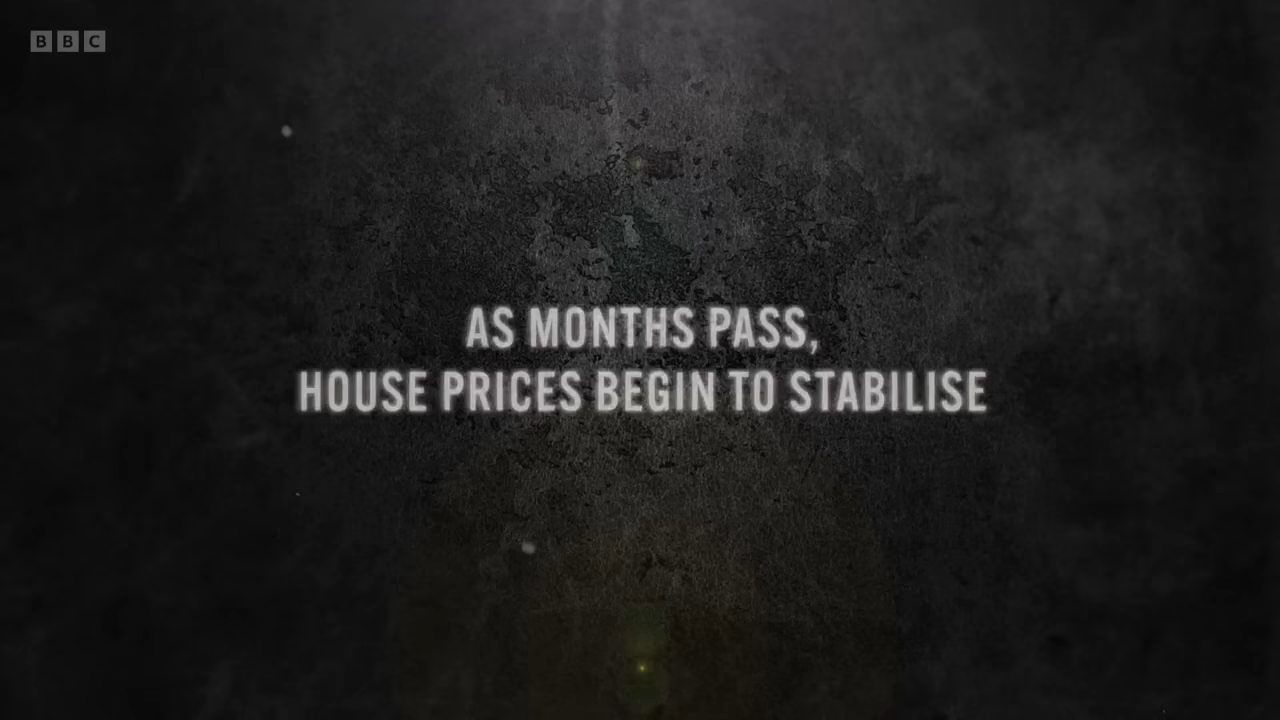 BBC
AS MONTHS PASS,
HOUSE PRICES BEGIN TO STABILISE